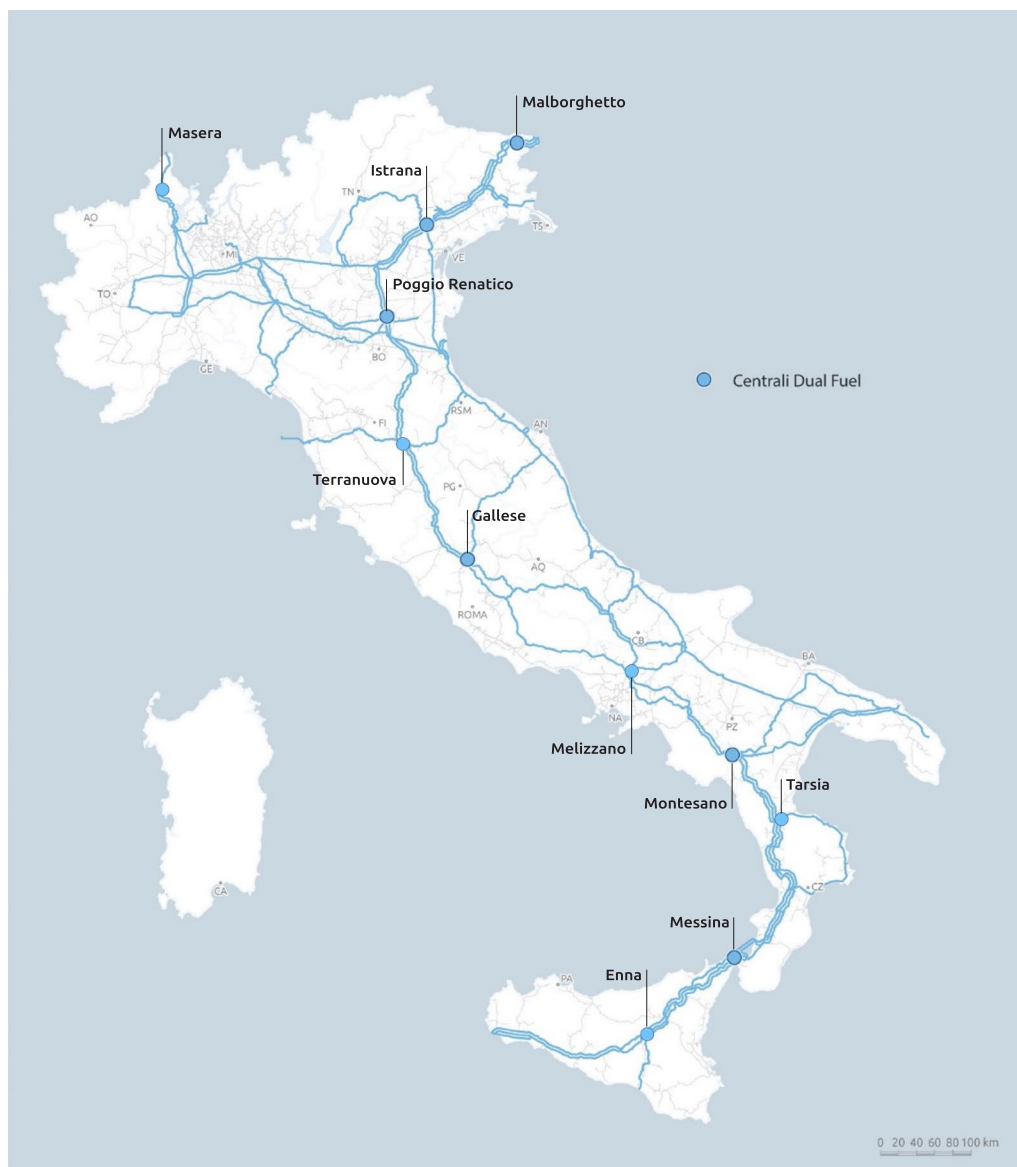 Malborghetto
Masera
Istrana
TN
AO
TS
MI
VE
Poggio Renatico
TO
BO
GE
Centrali Dual Fuel
RSM
FI
AN
Terranuova
PG
Gallese
AQ
ROMA
CB
BA
NA
PZ
Melizzano
Tarsia
Montesano
CA
CZ
Messina
Enna
PA
0 20 40 60 80 100 km